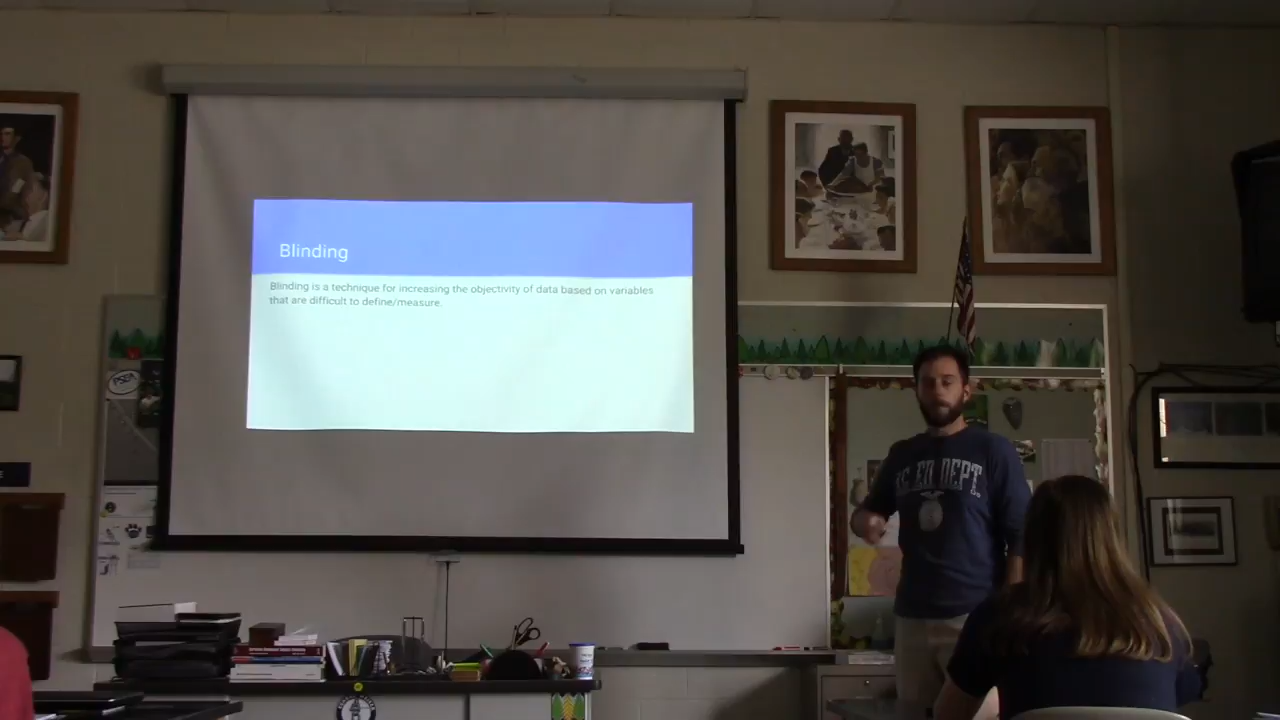 Blinding
Blinding is a technique for increasing the objectivity of data based on variables
that are difficult to define/measure.
PSEA
ED DEPT.